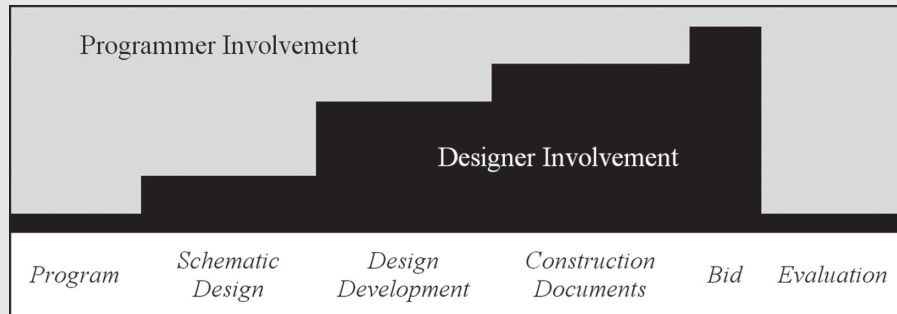 Programmer Involvement
Designer Involvement
Program
Schematic
Design
Design
Development
Construction
Documents
Bid
Evaluation